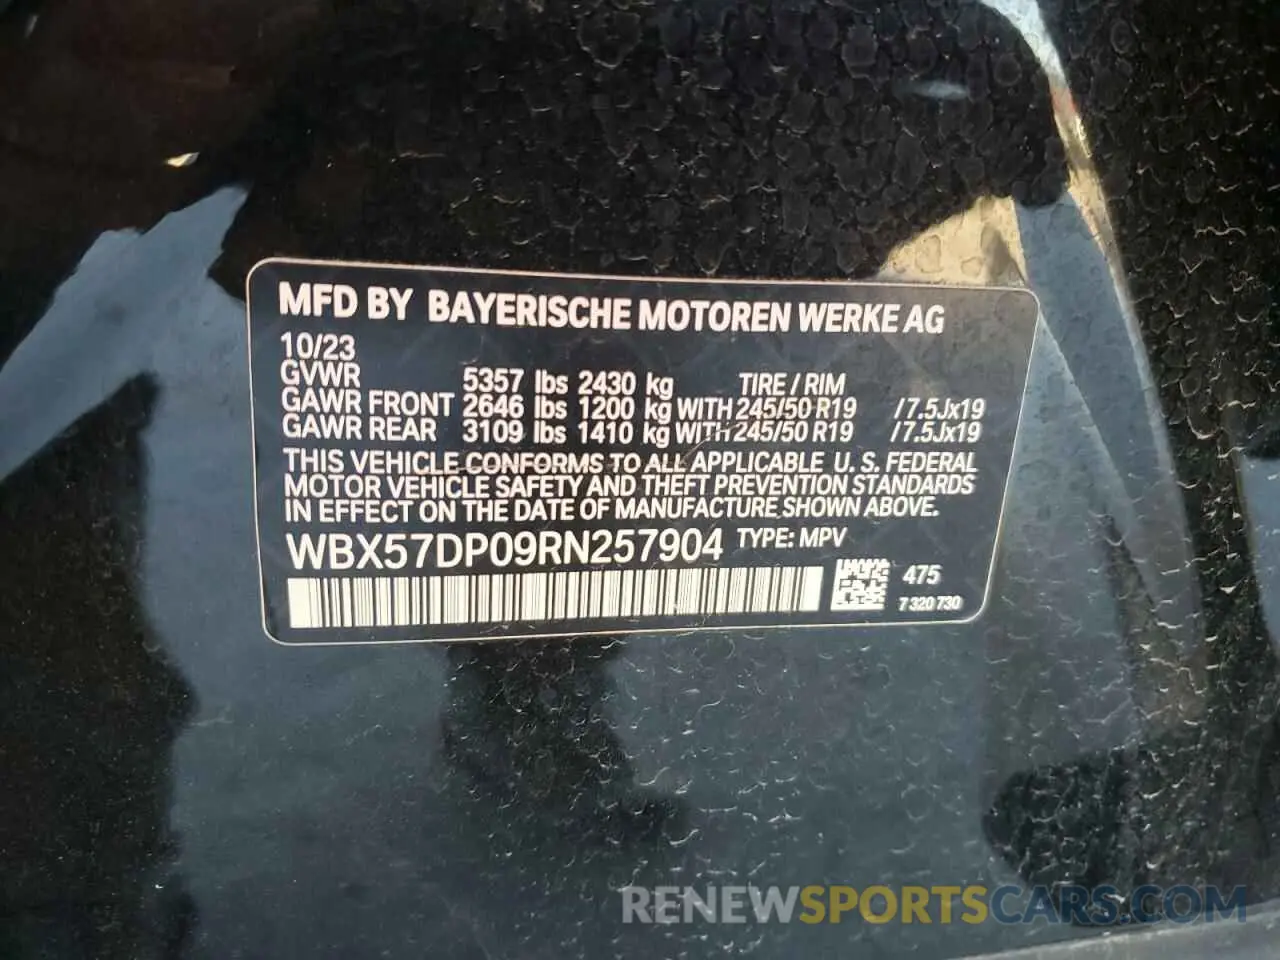 MFD BY BAYERISCHE MOTOREN WERKE AG
10/23
GVWR 5357 lbs 2430 kg TIRE / RIM
GAWR FRONT 2646 lbs 1200 kg WITH 245/50 R19 /7.5Jx19
GAWR REAR 3109 lbs 1410 kg WITH 245/50 R19 /7.5Jx19
THIS VEHICLE CONFORMS TO ALL APPLICABLE U. S. FEDERAL
MOTOR VEHICLE SAFETY AND THEFT PREVENTION STANDARDS
IN EFFECT ON THE DATE OF MANUFACTURE SHOWN ABOVE.
WBX57DP09RN257904 TYPE: MPV
475
7 320 730
RENEWSPORTSCARS.COM